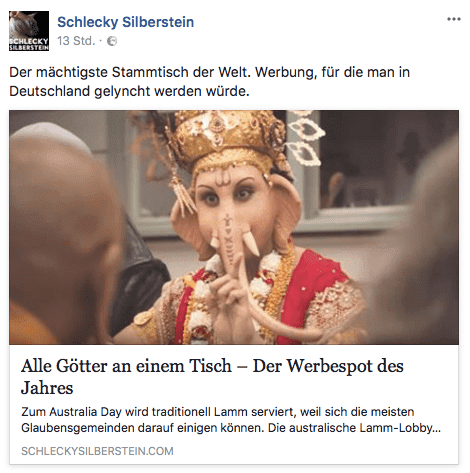 SCHLECKY
SILBERSTEIN
Schlecky Silberstein
13 Std. ·
Der mächtigste Stammtisch der Welt. Werbung, für die man in
Deutschland gelyncht werden würde.
Alle Götter an einem Tisch – Der Werbespot des
Jahres
Zum Australia Day wird traditionell Lamm serviert, weil sich die meisten
Glaubensgemeinden darauf einigen können. Die australische Lamm-Lobby...
SCHLECKYSILBERSTEIN.COM